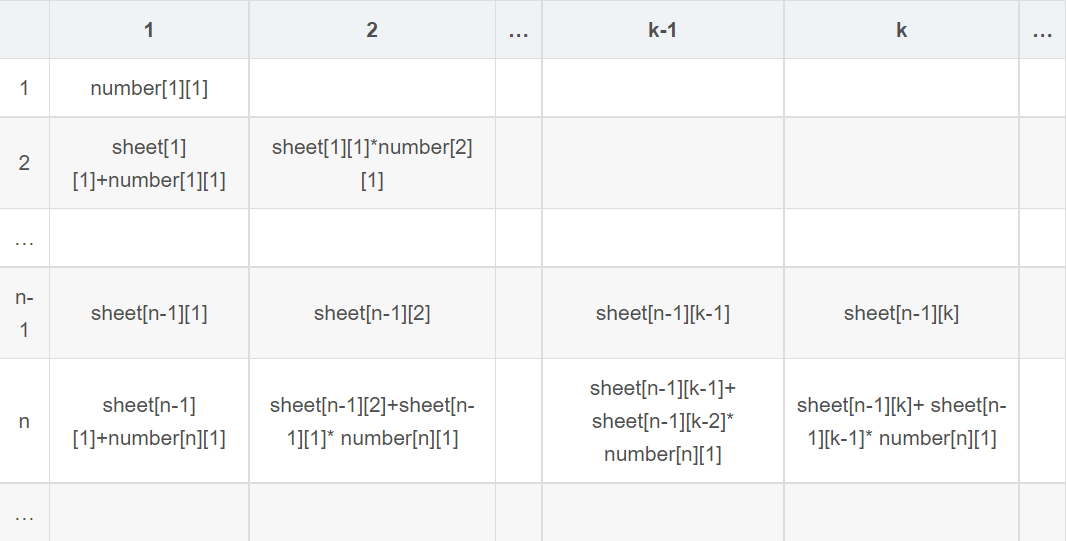 1 2 ... k-1 k ...
1 number[1][1]
sheet[1] sheet[1][1]*number[2]
2
[1]+number[1][1] [1]
...
n-
sheet[n-1][1] sheet[n-1][2] sheet[n-1][k-1] sheet[n-1][k]
1
sheet[n-1][k-1]+
sheet[n-1] sheet[n-1][2]+sheet[n- sheet[n-1][k]+ sheet[n-
n sheet[n-1][k-2]*
[1]+number[n][1] 1][1]* number[n][1] 1][k-1]* number[n][1]
number[n][1]
...